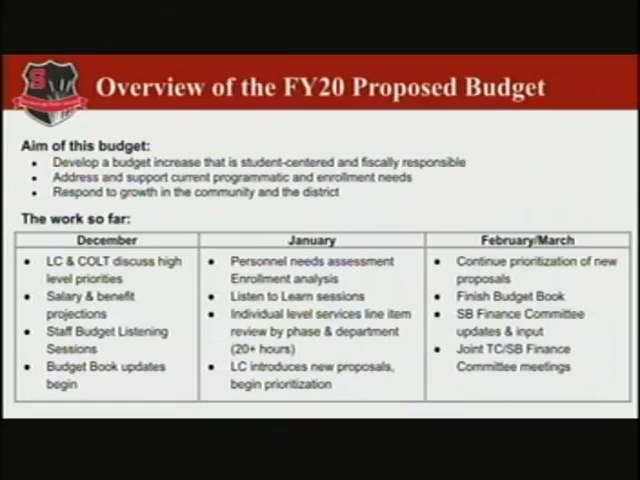 S
Overview of the FY20 Proposed Budget
Aim of this budget:
• Develop a budget increase that is student-centered and fiscally responsible
• Address and support current programmatic and enrollment needs
• Respond to growth in the community and the district
The work so far:
December
• LC & COLT discuss high
level priorities
• Salary & benefit
projections
• Staff Budget Listening
Sessions
• Budget Book updates
begin
January
• Personnel needs assessment
Enrollment analysis
• Listen to Learn sessions
• Individual level services line item
review by phase & department
(20+ hours)
• LC introduces new proposals,
begin prioritization
February/March
• Continue prioritization of new
proposals
• Finish Budget Book
• SB Finance Committee
updates & input
• Joint TC/SB Finance
Committee meetings